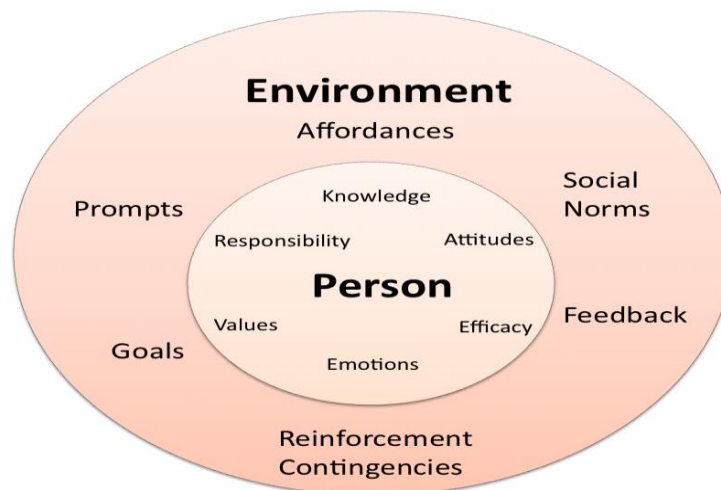 Environment
Affordances
Prompts
Social
Norms
Knowledge
Responsibility
Attitudes
Person
Values
Efficacy
Emotions
Goals
Feedback
Reinforcement
Contingencies